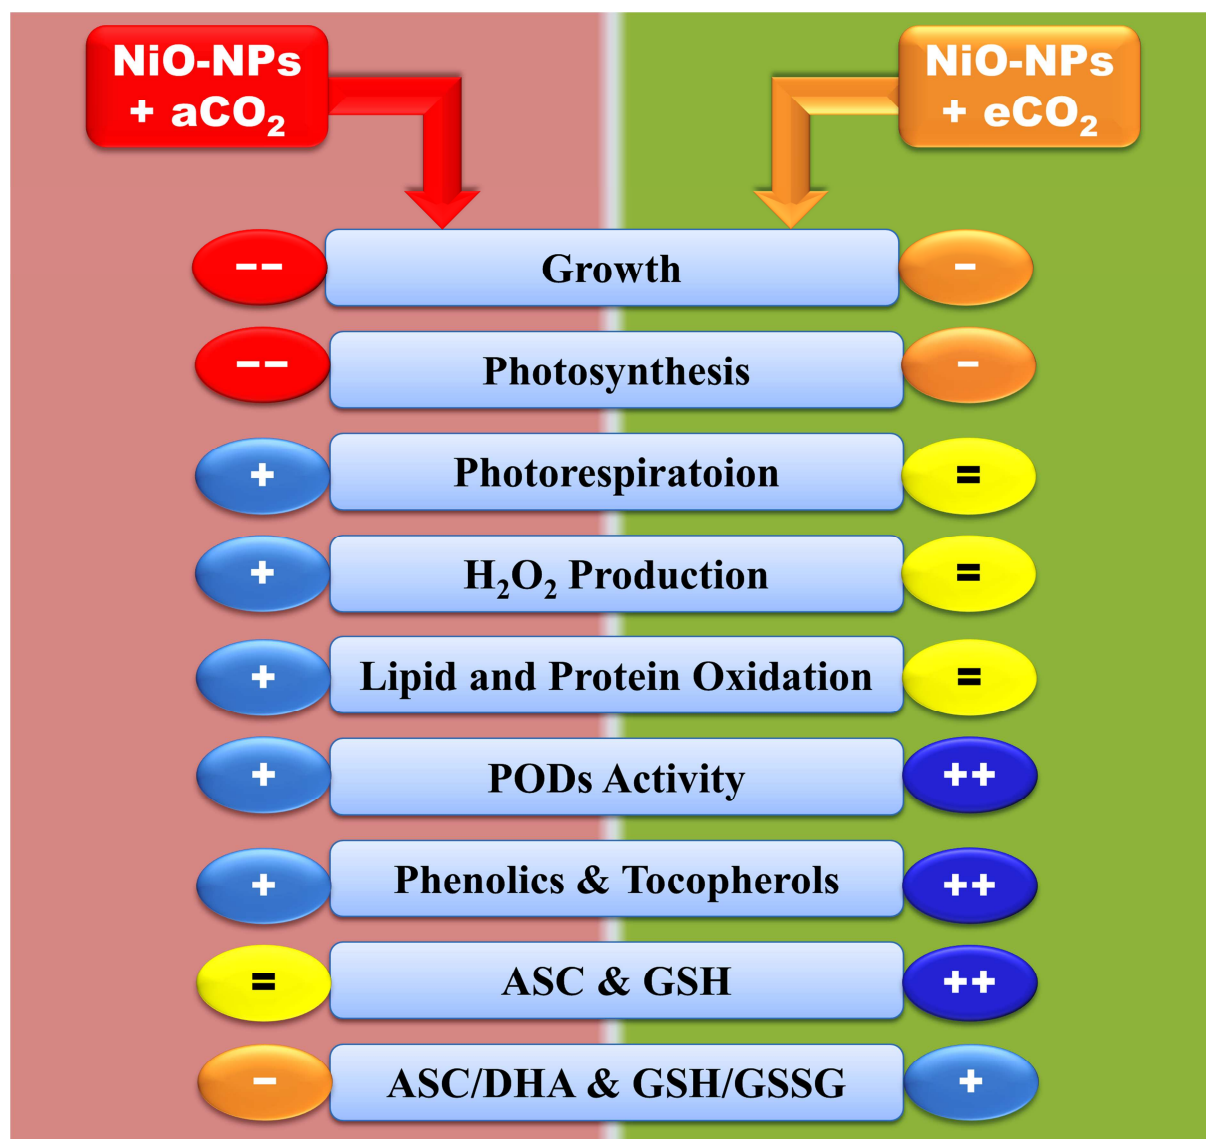 NiO-NPs
+ aCO₂
NiO-NPs
+ eCO₂
−− Growth −
−− Photosynthesis −
+ Photorespiratoion =
+ H₂O₂ Production =
+ Lipid and Protein Oxidation =
+ PODs Activity ++
+ Phenolics & Tocopherols ++
= ASC & GSH ++
− ASC/DHA & GSH/GSSG +